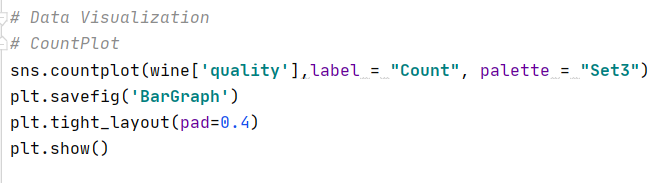 # Data Visualization
# CountPlot
sns.countplot(wine['quality'],label = "Count", palette = "Set3")
plt.savefig('BarGraph')
plt.tight_layout(pad=0.4)
plt.show()